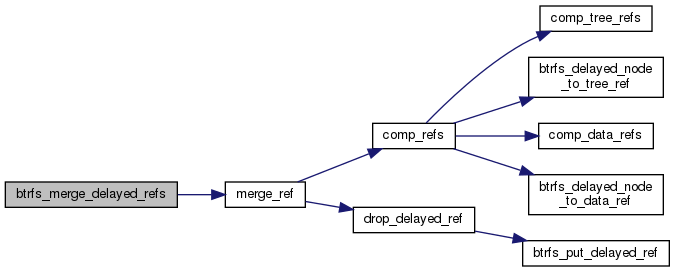 comp_tree_refs
btrfs_delayed_node
_to_tree_ref
comp_refs
comp_data_refs
btrfs_merge_delayed_refs
merge_ref
btrfs_delayed_node
_to_data_ref
drop_delayed_ref
btrfs_put_delayed_ref